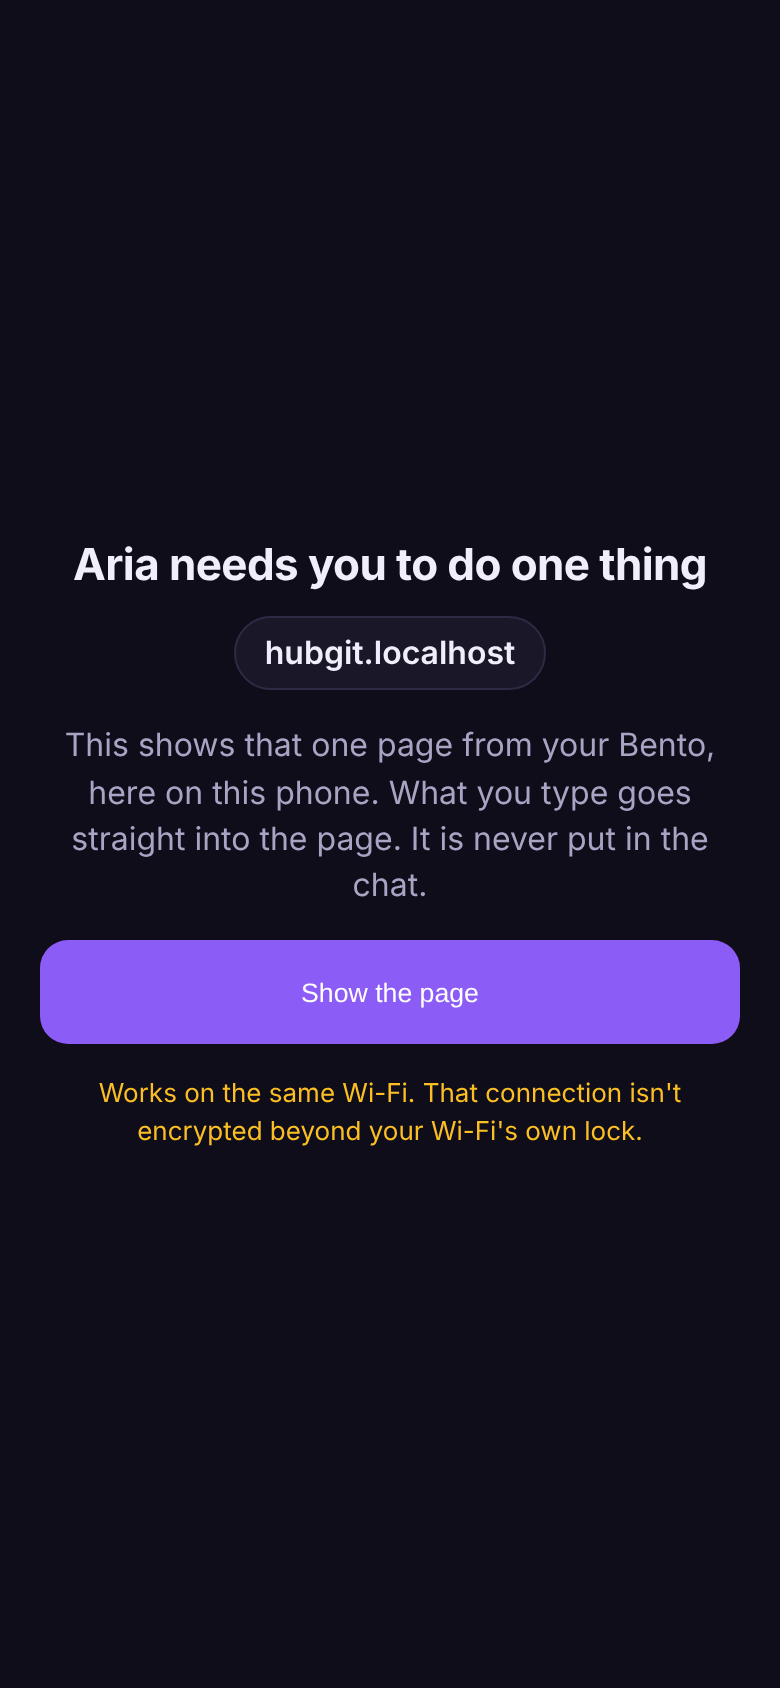 Aria needs you to do one thing
hubgit.localhost
This shows that one page from your Bento,
here on this phone. What you type goes
straight into the page. It is never put in the
chat.
Show the page
Works on the same Wi-Fi. That connection isn't
encrypted beyond your Wi-Fi's own lock.